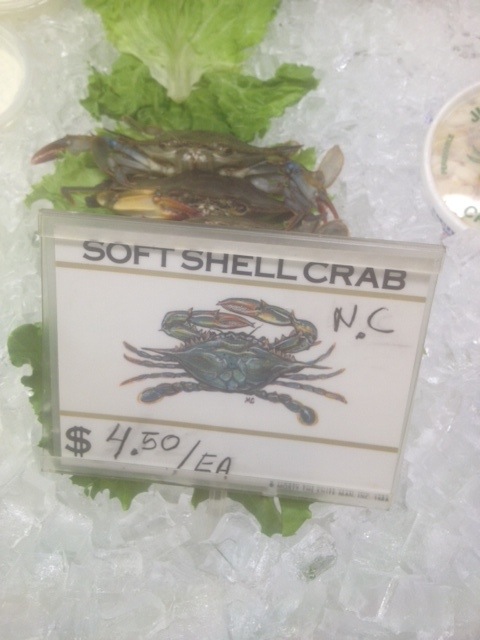 SOFT SHELL CRAB
N.C
$ 4.50/EA